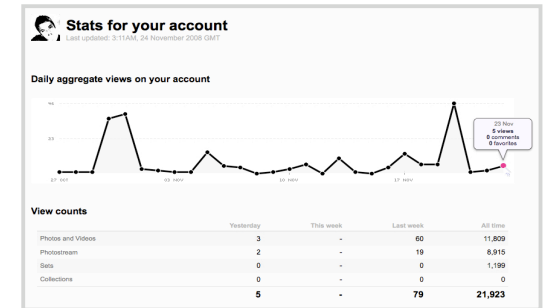 Stats for your account
Last updated: 3:11AM, 24 November 2008 GMT
Daily aggregate views on your account
23 Nov
5 views
0 comments
0 favorites
27 OCT 03 NOV 10 NOV 17 NOV
View counts
Yesterday This week Last week All time
Photos and Videos 3 - 60 11,809
Photostream 2 - 19 8,915
Sets 0 - 0 1,199
Collections 0 - 0 0
5 - 79 21,923